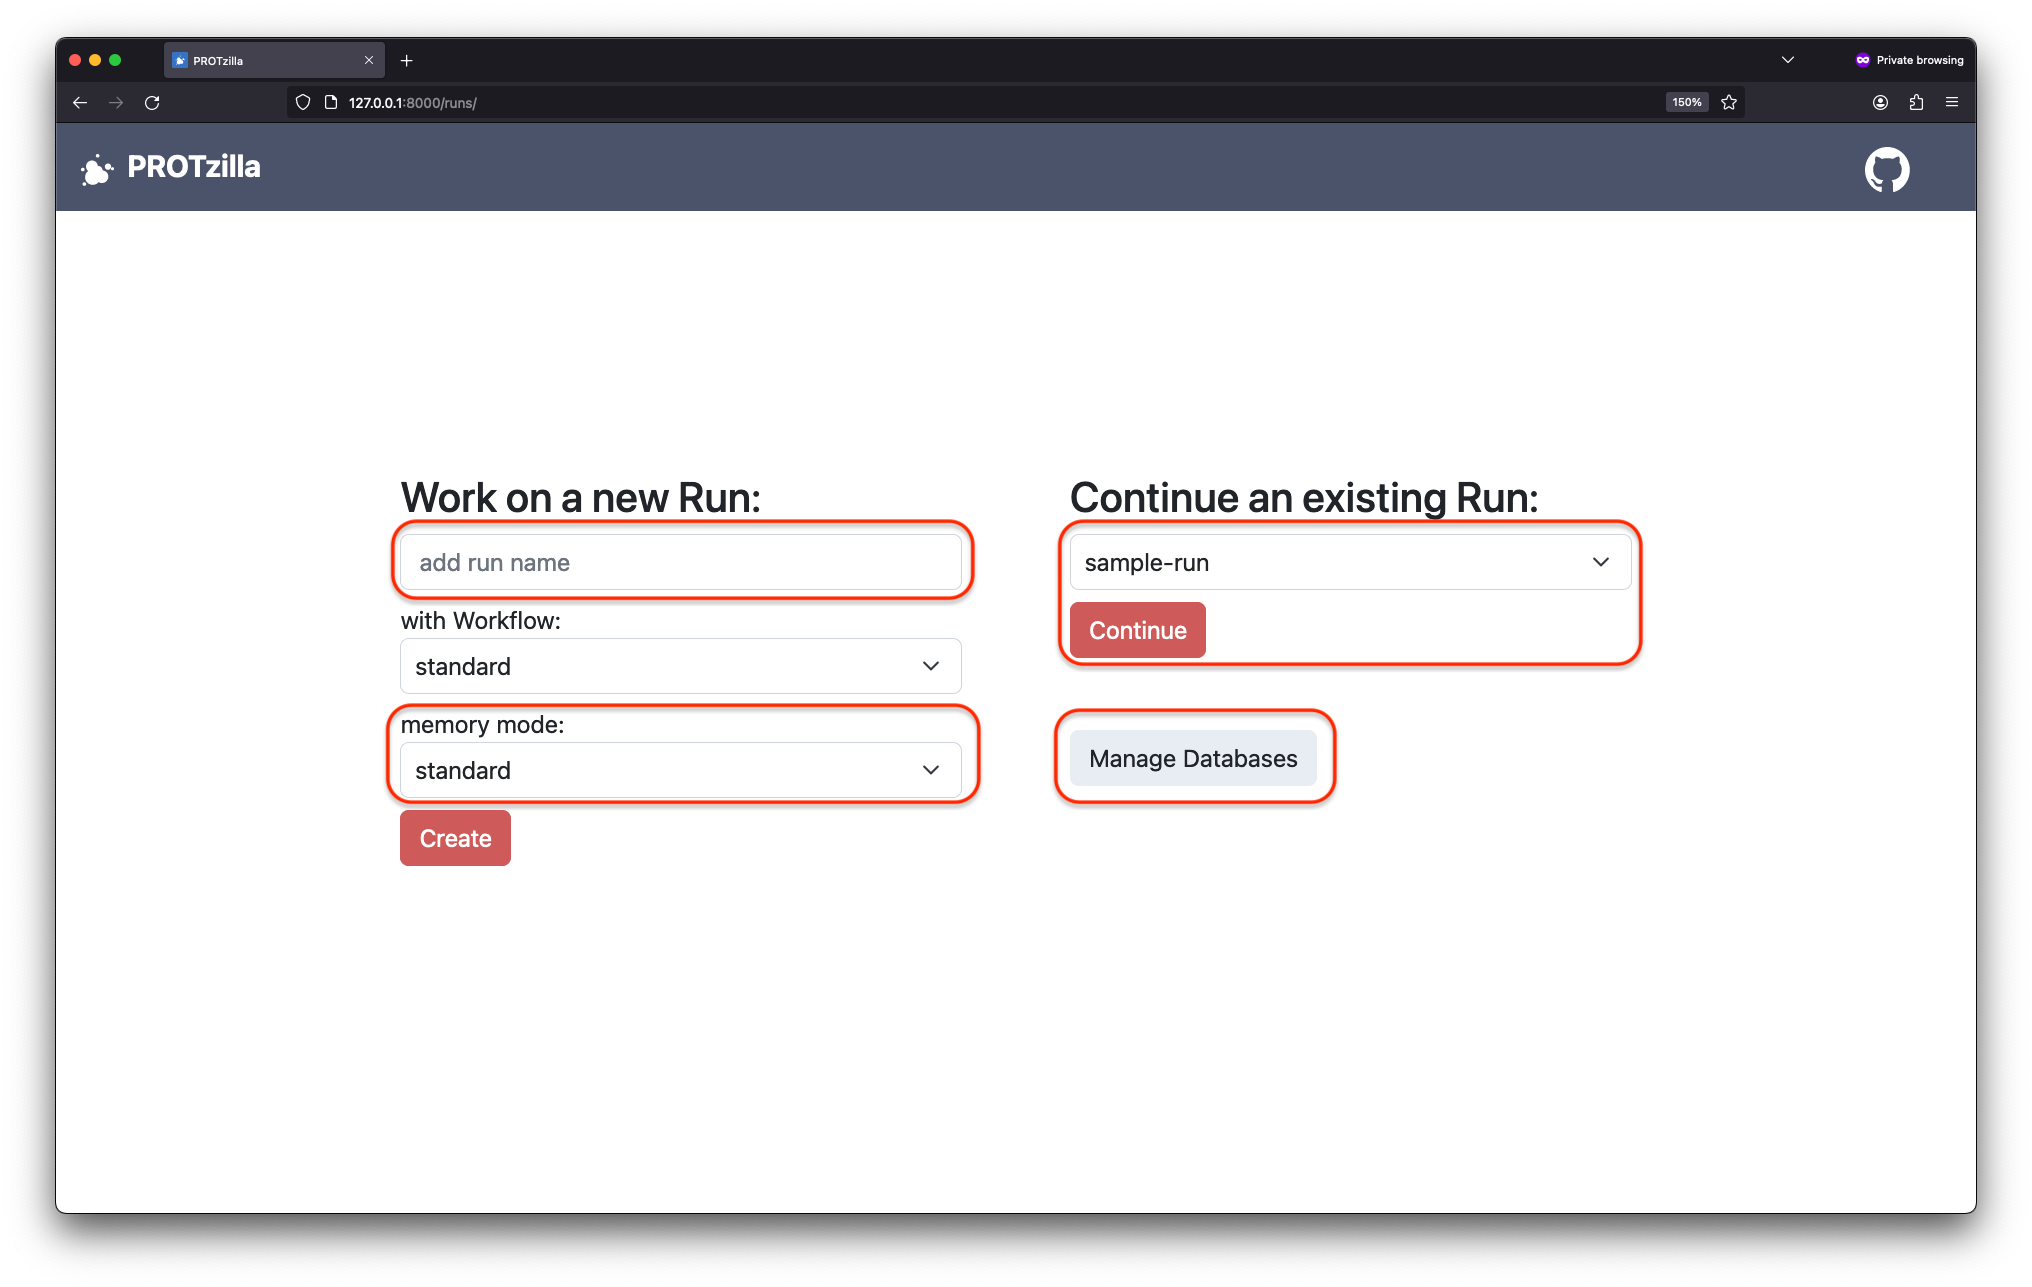 PROTzilla
Private browsing
127.0.0.1:8000/runs/
150%
PROTzilla
Work on a new Run:
add run name
with Workflow:
standard
memory mode:
standard
Create
Continue an existing Run:
sample-run
Continue
Manage Databases